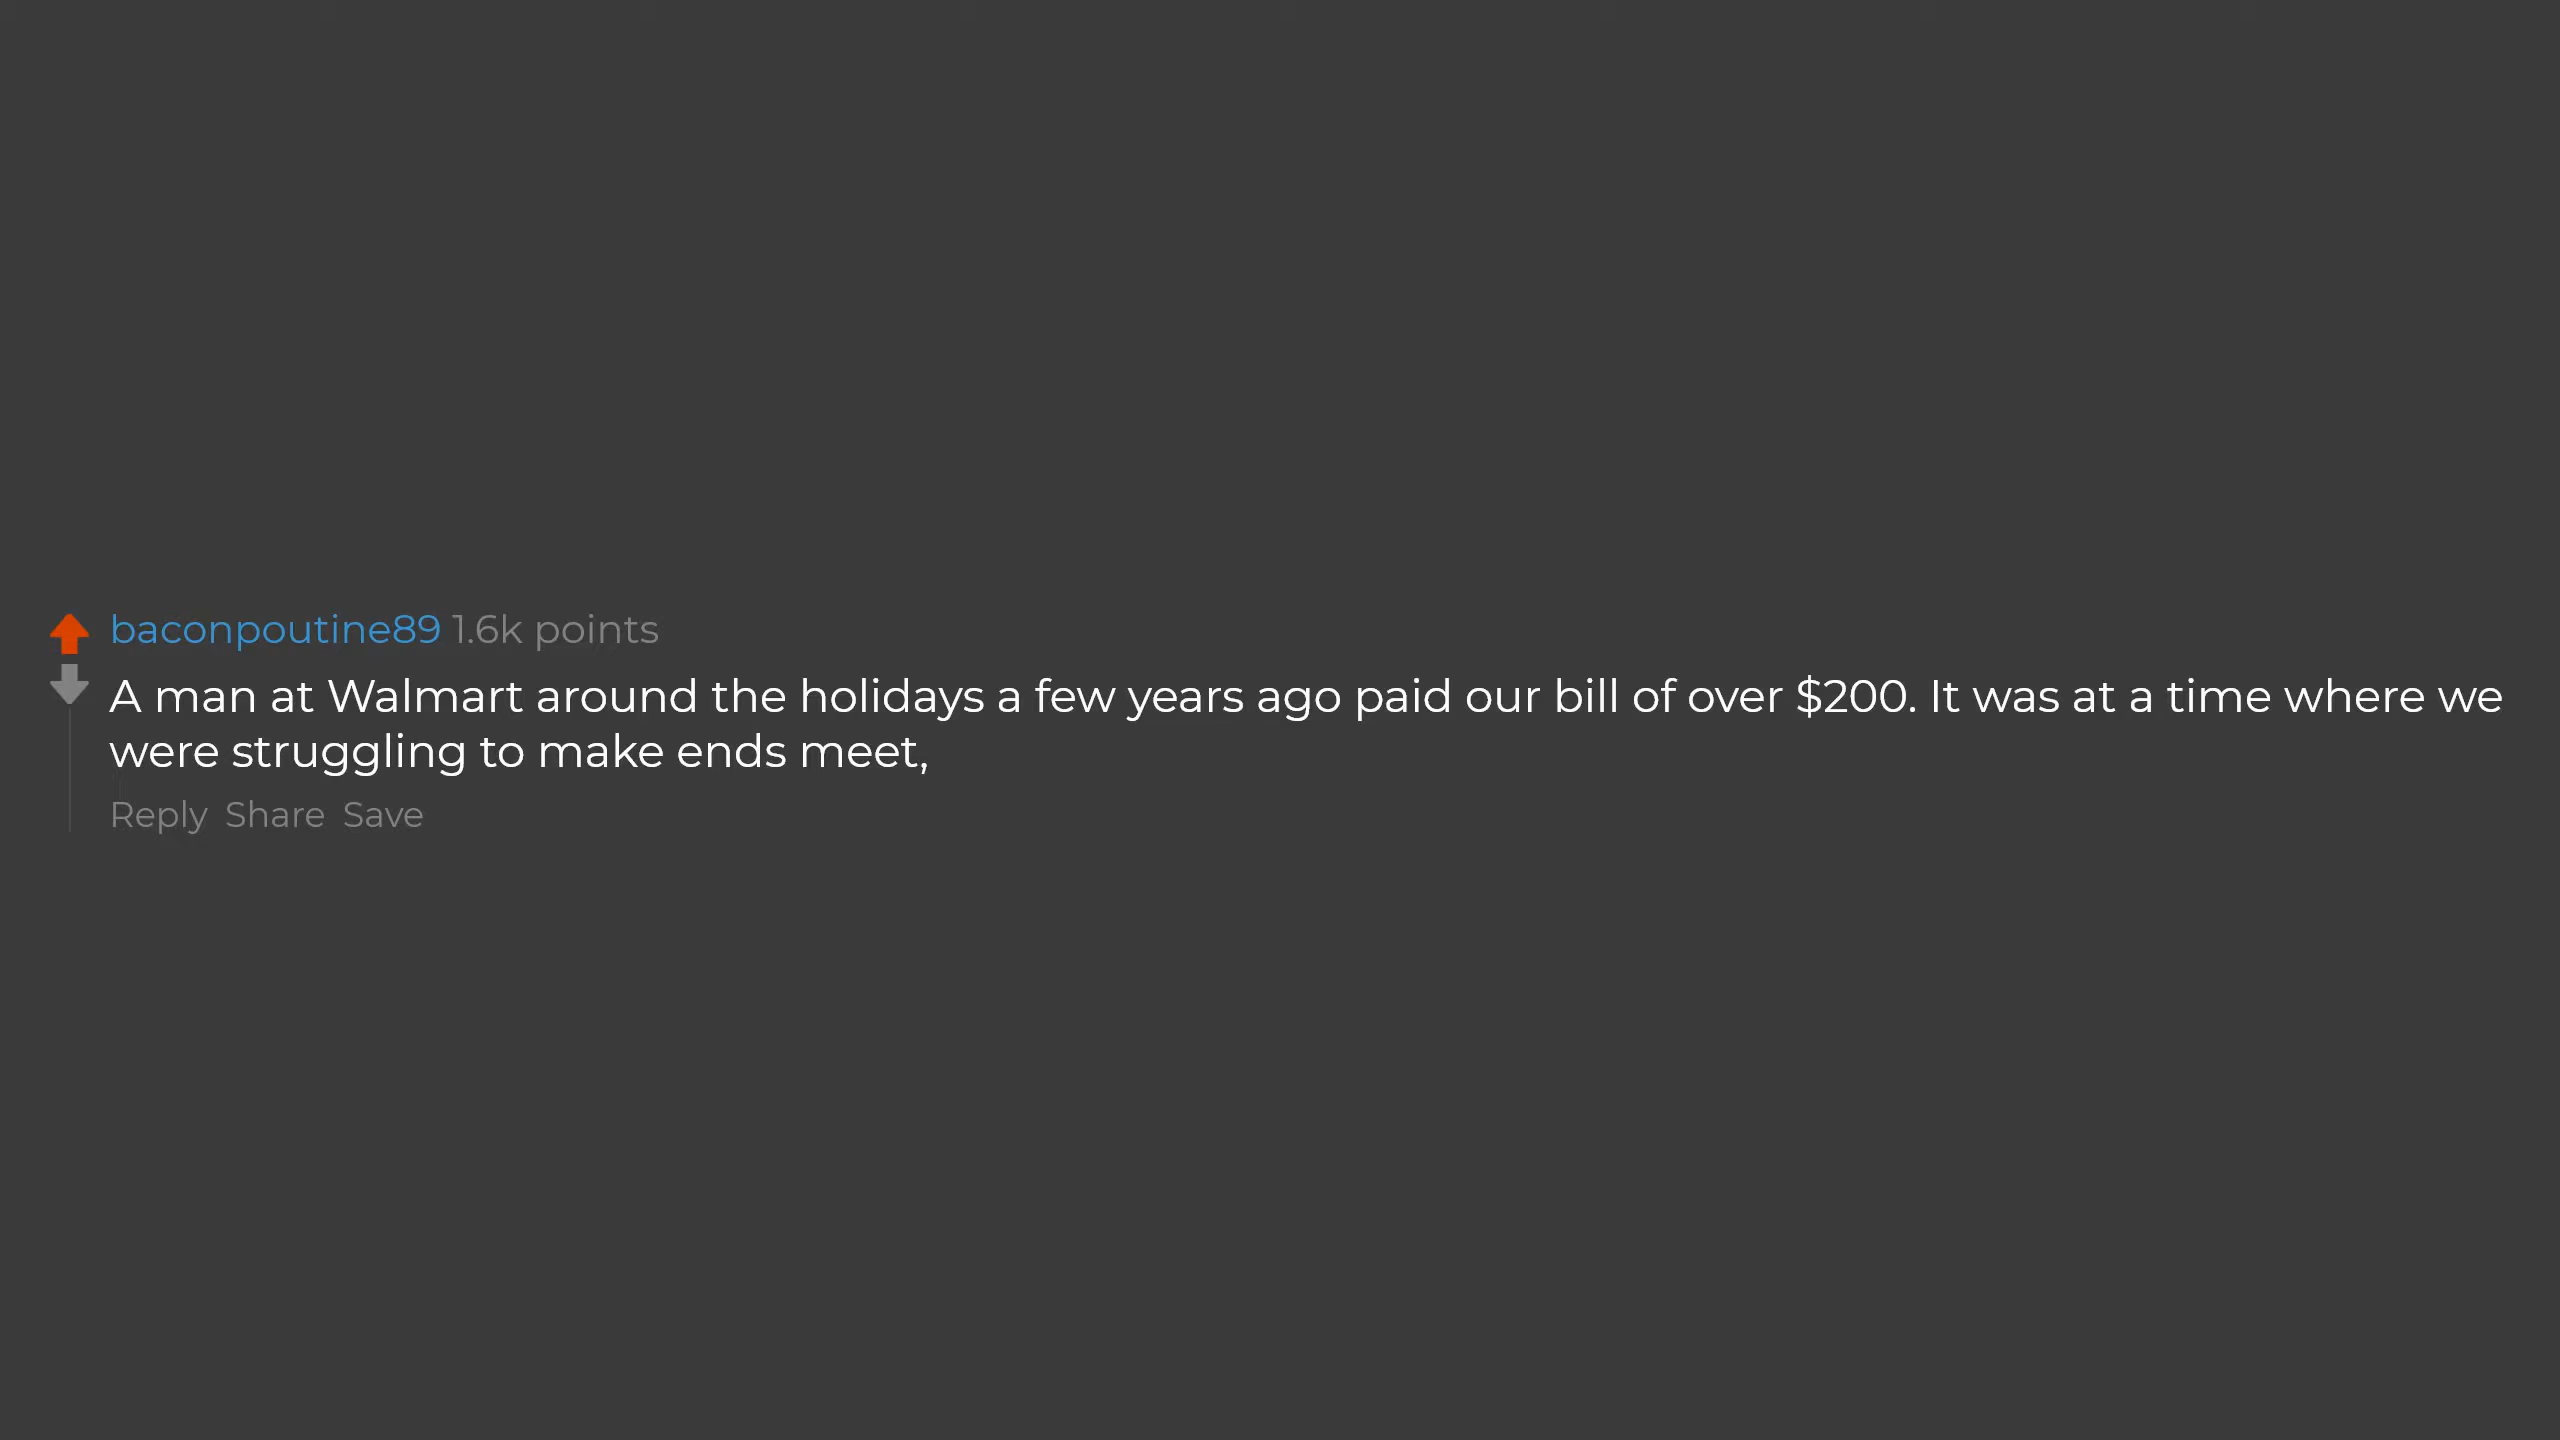 baconpoutine89 1.6k points
A man at Walmart around the holidays a few years ago paid our bill of over $200. It was at a time where we
were struggling to make ends meet,
Reply Share Save